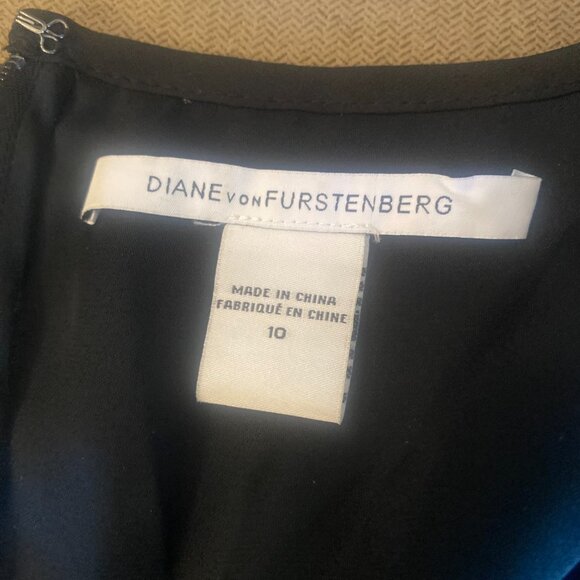 DIANE VON FURSTENBERG
MADE IN CHINA
FABRIQUÉ EN CHINE
10